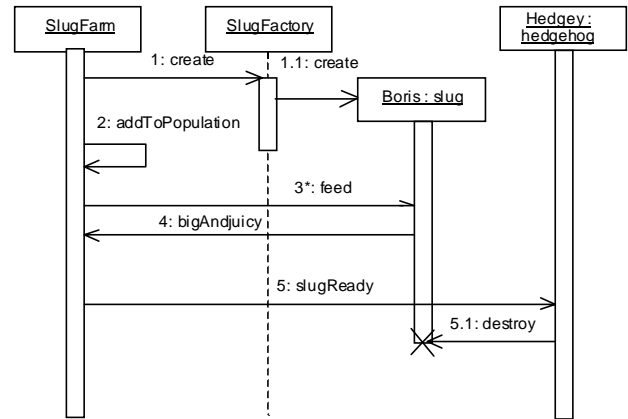 SlugFarm
SlugFactory
Hedgey :
hedgehog
1: create
1.1: create
Boris : slug
2: addToPopulation
3*: feed
4: bigAndjuicy
5: slugReady
5.1: destroy